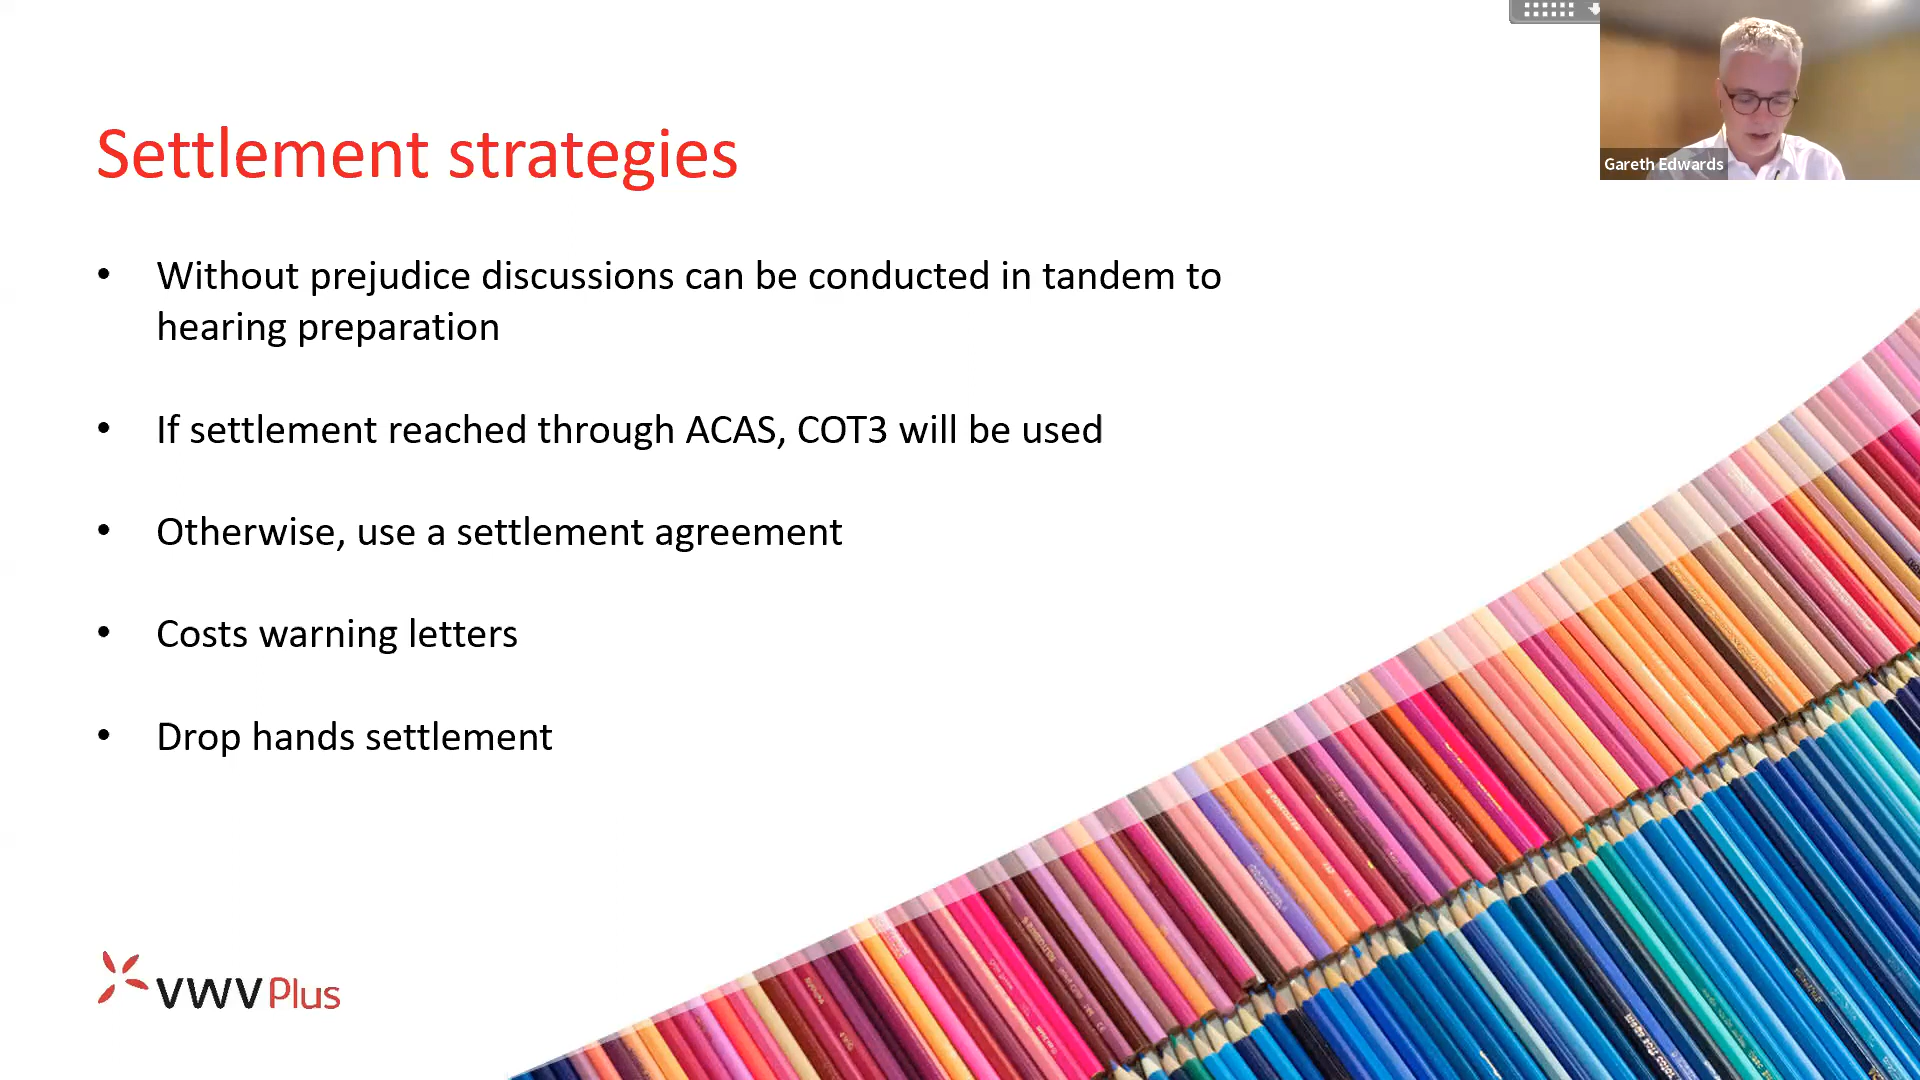 Gareth Edwards
Settlement strategies
• Without prejudice discussions can be conducted in tandem to
hearing preparation
• If settlement reached through ACAS, COT3 will be used
• Otherwise, use a settlement agreement
• Costs warning letters
• Drop hands settlement
VWV Plus